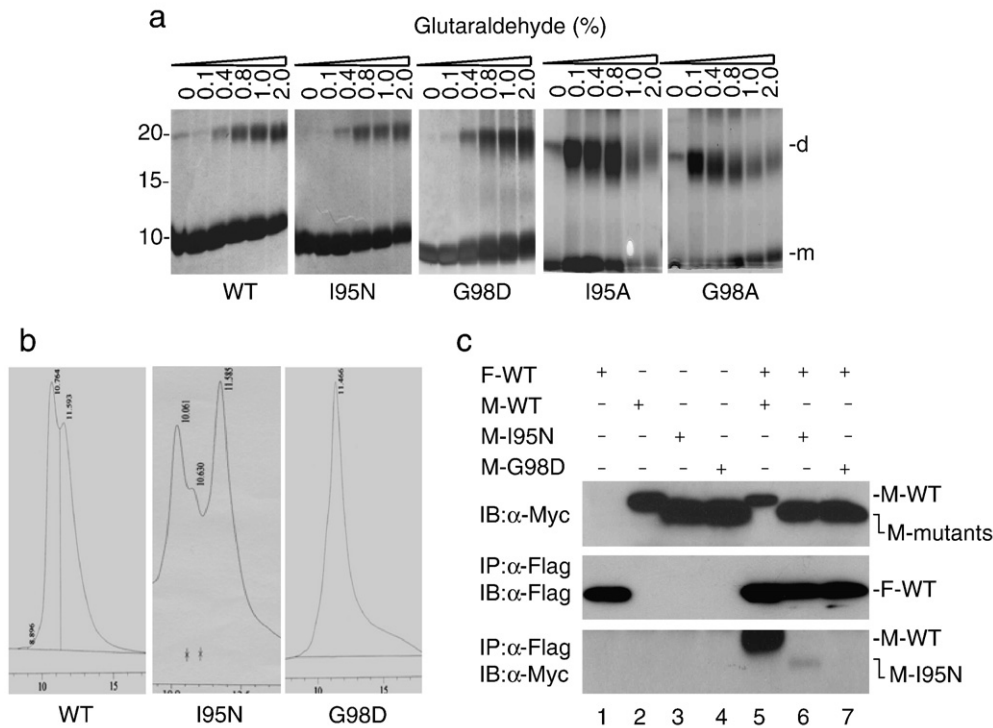 a
Glutaraldehyde (%)
0 0.1 0.4 0.8 1.0 2.0 0 0.1 0.4 0.8 1.0 2.0 0 0.1 0.4 0.8 1.0 2.0 0 0.1 0.4 0.8 1.0 2.0 0 0.1 0.4 0.8 1.0 2.0
20-
15-
10-
-d
-m
WT I95N G98D I95A G98A
b
10.764
11.593
8.896
10 15
10.061
10.630
11.585
11.466
10 15
WT I95N G98D
c
F-WT + - - - + + +
M-WT - + - - + - -
M-I95N - - + - - + -
M-G98D - - - + - - +
IB:α-Myc
-M-WT
M-mutants
IP:α-Flag
IB:α-Flag
-F-WT
IP:α-Flag
IB:α-Myc
-M-WT
M-I95N
1 2 3 4 5 6 7